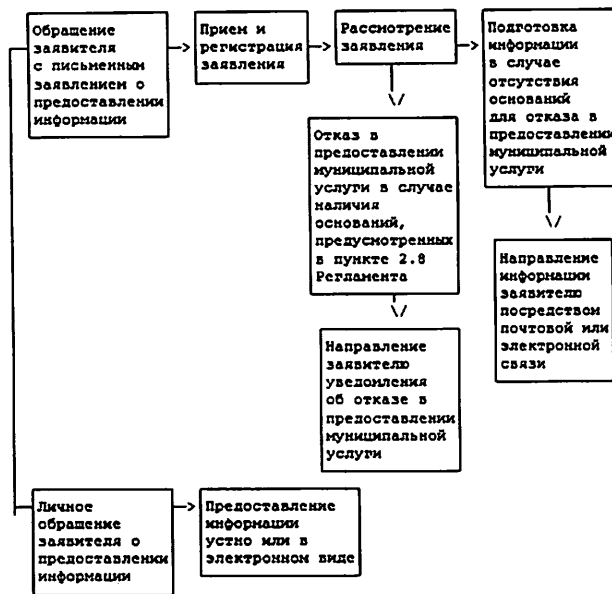 Обращение
заявителя
с письменным
заявлением о
предоставлении
информации
Прием и
регистрация
заявления
Рассмотрение
заявления
Подготовка
информации
в случае
отсутствия
оснований
для отказа в
предоставлении
муниципальной
услуги
Отказ в
предоставлении
муниципальной
услуги в случае
наличия
оснований,
предусмотренных
в пункте 2.8
Регламента
Направление
информации
заявителю
посредством
почтовой или
электронной
связи
Направление
заявителю
уведомления
об отказе в
предоставлении
муниципальной
услуги
Личное
обращение
заявителя о
предоставлении
информации
Предоставление
информации
устно или в
электронном виде